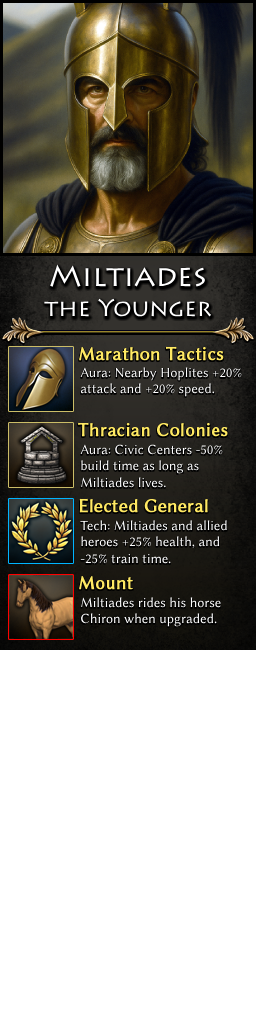 Miltiades
the Younger
Marathon Tactics
Aura: Nearby Hoplites +20%
attack and +20% speed.
Thracian Colonies
Aura: Civic Centers -50%
build time as long as
Miltiades lives.
Elected General
Tech: Miltiades and allied
heroes +25% health, and
-25% train time.
Mount
Miltiades rides his horse
Chiron when upgraded.